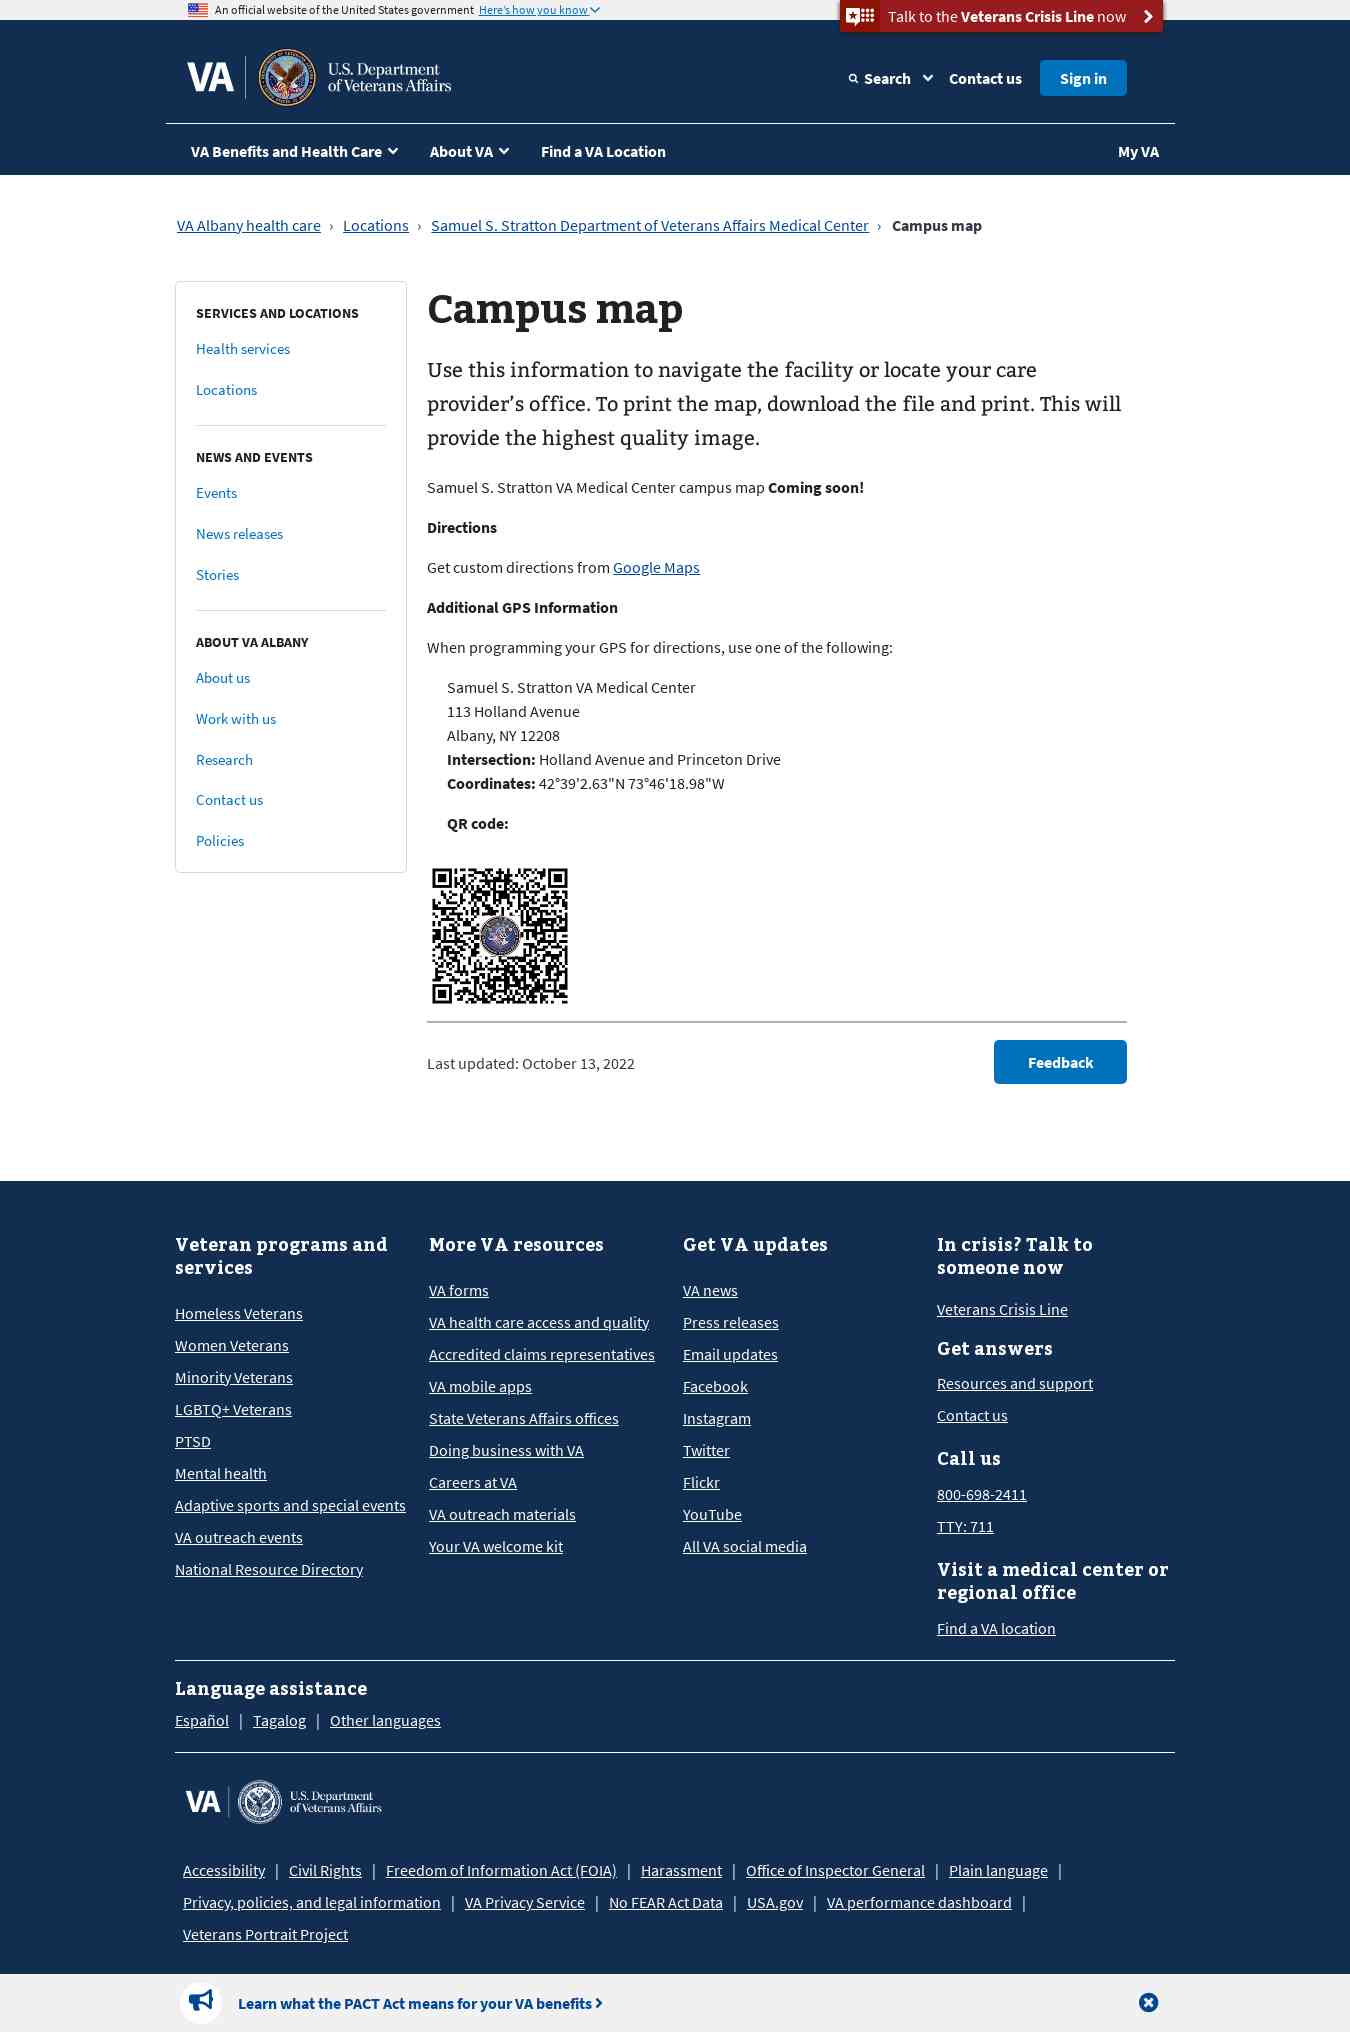 An official website of the United States government Here's how you know
Talk to the Veterans Crisis Line now
VA
U.S. Department
of Veterans Affairs
Search
Contact us
Sign in
VA Benefits and Health Care
About VA
Find a VA Location
My VA
VA Albany health care › Locations › Samuel S. Stratton Department of Veterans Affairs Medical Center › Campus map
SERVICES AND LOCATIONS
Health services
Locations
NEWS AND EVENTS
Events
News releases
Stories
ABOUT VA ALBANY
About us
Work with us
Research
Contact us
Policies
Campus map
Use this information to navigate the facility or locate your care
provider’s office. To print the map, download the file and print. This will
provide the highest quality image.
Samuel S. Stratton VA Medical Center campus map Coming soon!
Directions
Get custom directions from Google Maps
Additional GPS Information
When programming your GPS for directions, use one of the following:
Samuel S. Stratton VA Medical Center
113 Holland Avenue
Albany, NY 12208
Intersection: Holland Avenue and Princeton Drive
Coordinates: 42°39'2.63"N 73°46'18.98"W
QR code:
Last updated: October 13, 2022
Feedback
Veteran programs and
services
Homeless Veterans
Women Veterans
Minority Veterans
LGBTQ+ Veterans
PTSD
Mental health
Adaptive sports and special events
VA outreach events
National Resource Directory
More VA resources
VA forms
VA health care access and quality
Accredited claims representatives
VA mobile apps
State Veterans Affairs offices
Doing business with VA
Careers at VA
VA outreach materials
Your VA welcome kit
Get VA updates
VA news
Press releases
Email updates
Facebook
Instagram
Twitter
Flickr
YouTube
All VA social media
In crisis? Talk to
someone now
Veterans Crisis Line
Get answers
Resources and support
Contact us
Call us
800-698-2411
TTY: 711
Visit a medical center or
regional office
Find a VA location
Language assistance
Español | Tagalog | Other languages
VA
U.S. Department
of Veterans Affairs
Accessibility | Civil Rights | Freedom of Information Act (FOIA) | Harassment | Office of Inspector General | Plain language |
Privacy, policies, and legal information | VA Privacy Service | No FEAR Act Data | USA.gov | VA performance dashboard |
Veterans Portrait Project
Learn what the PACT Act means for your VA benefits